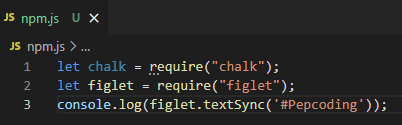 JS npm.js U ×
JS npm.js > ...
1 let chalk = require("chalk");
2 let figlet = require("figlet");
3 console.log(figlet.textSync('#Pepcoding'));